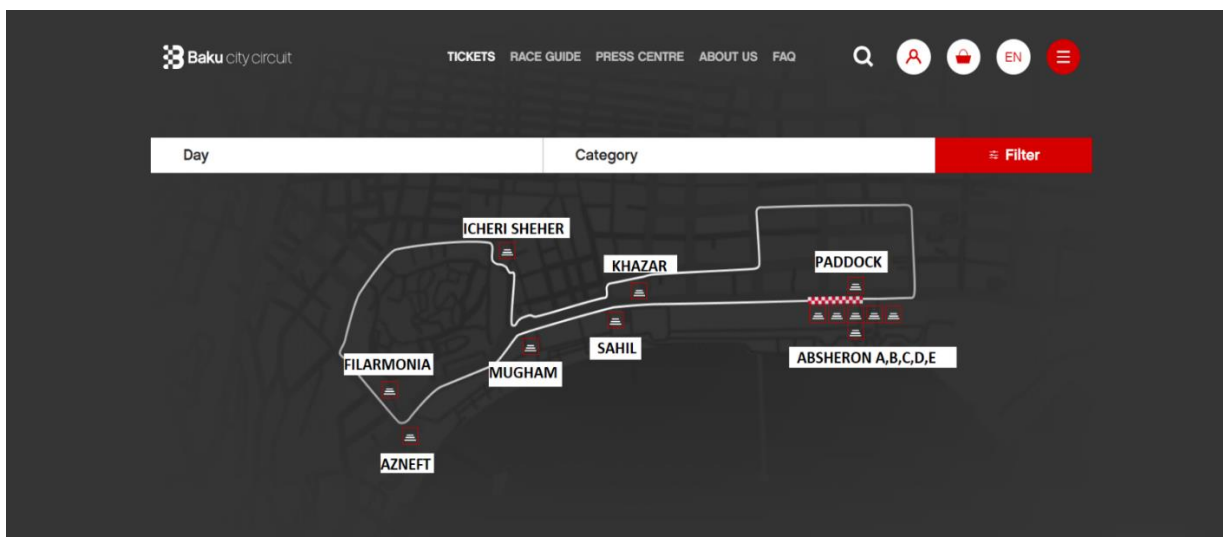 Baku city circuit TICKETS RACE GUIDE PRESS CENTRE ABOUT US FAQ EN
Day Category Filter
ICHERI SHEHER
KHAZAR
PADDOCK
SAHIL
ABSHERON A,B,C,D,E
FILARMONIA
MUGHAM
AZNEFT